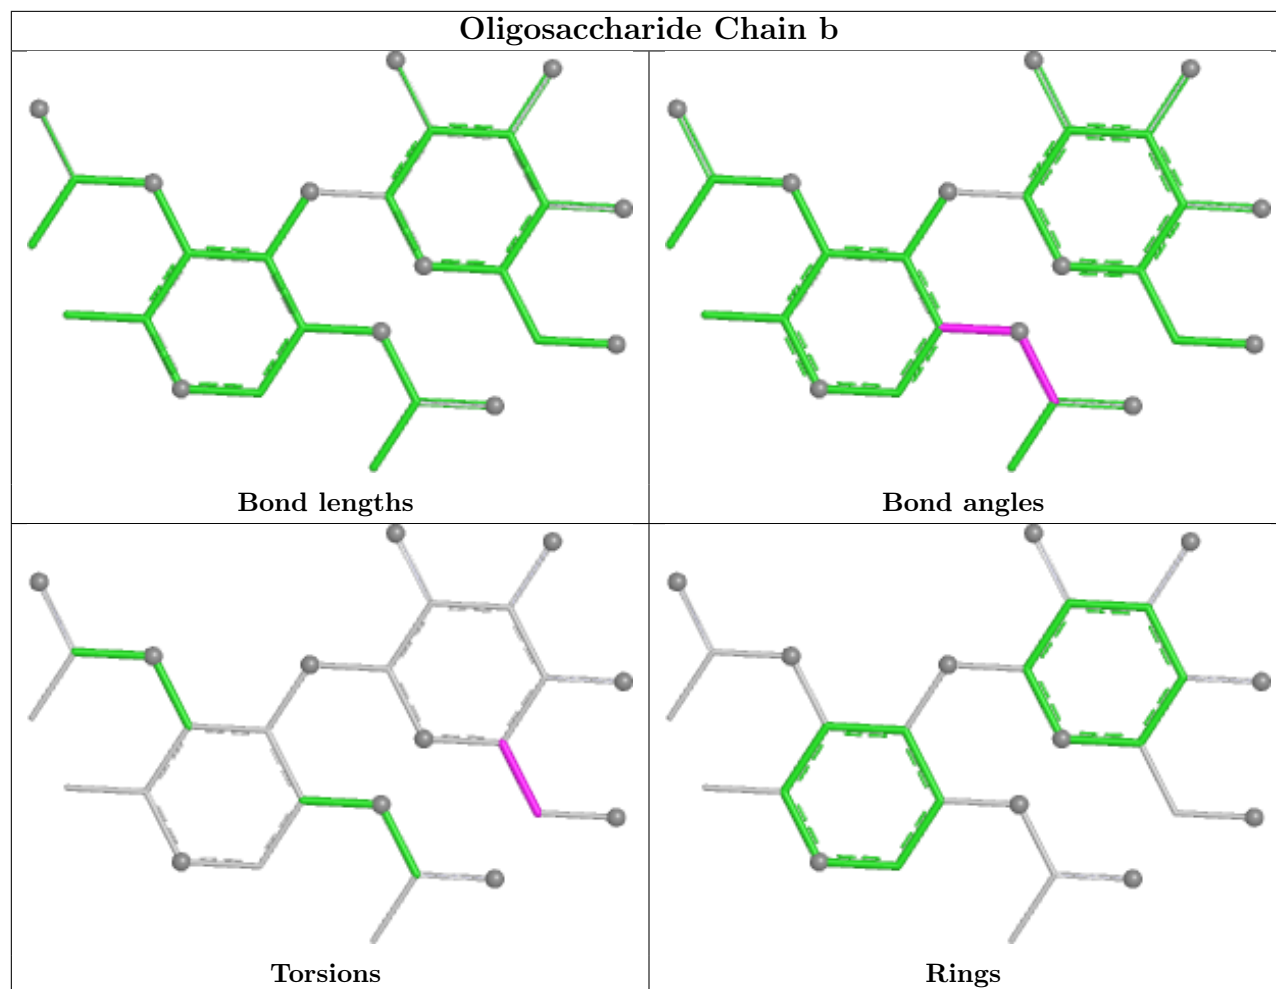 Oligosaccharide Chain b
Bond lengths
Bond angles
Torsions
Rings